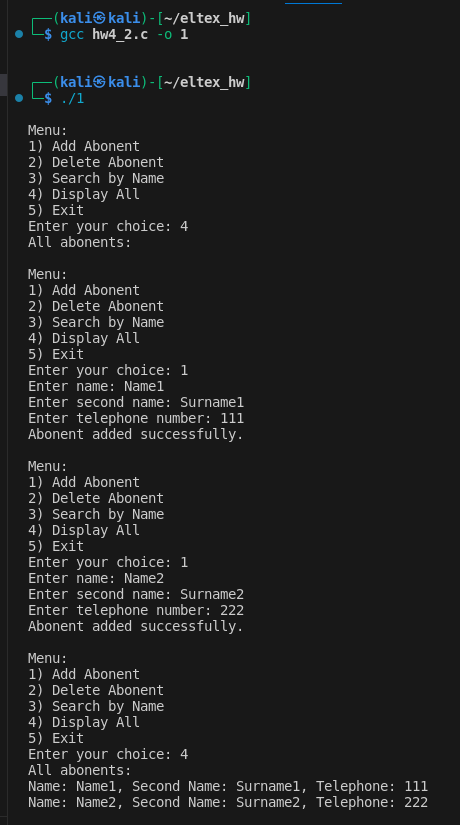 ┌──(kali㉿kali)-[~/eltex_hw]
└─$ gcc hw4_2.c -o 1
┌──(kali㉿kali)-[~/eltex_hw]
└─$ ./1
Menu:
1) Add Abonent
2) Delete Abonent
3) Search by Name
4) Display All
5) Exit
Enter your choice: 4
All abonents:
Menu:
1) Add Abonent
2) Delete Abonent
3) Search by Name
4) Display All
5) Exit
Enter your choice: 1
Enter name: Name1
Enter second name: Surname1
Enter telephone number: 111
Abonent added successfully.
Menu:
1) Add Abonent
2) Delete Abonent
3) Search by Name
4) Display All
5) Exit
Enter your choice: 1
Enter name: Name2
Enter second name: Surname2
Enter telephone number: 222
Abonent added successfully.
Menu:
1) Add Abonent
2) Delete Abonent
3) Search by Name
4) Display All
5) Exit
Enter your choice: 4
All abonents:
Name: Name1, Second Name: Surname1, Telephone: 111
Name: Name2, Second Name: Surname2, Telephone: 222